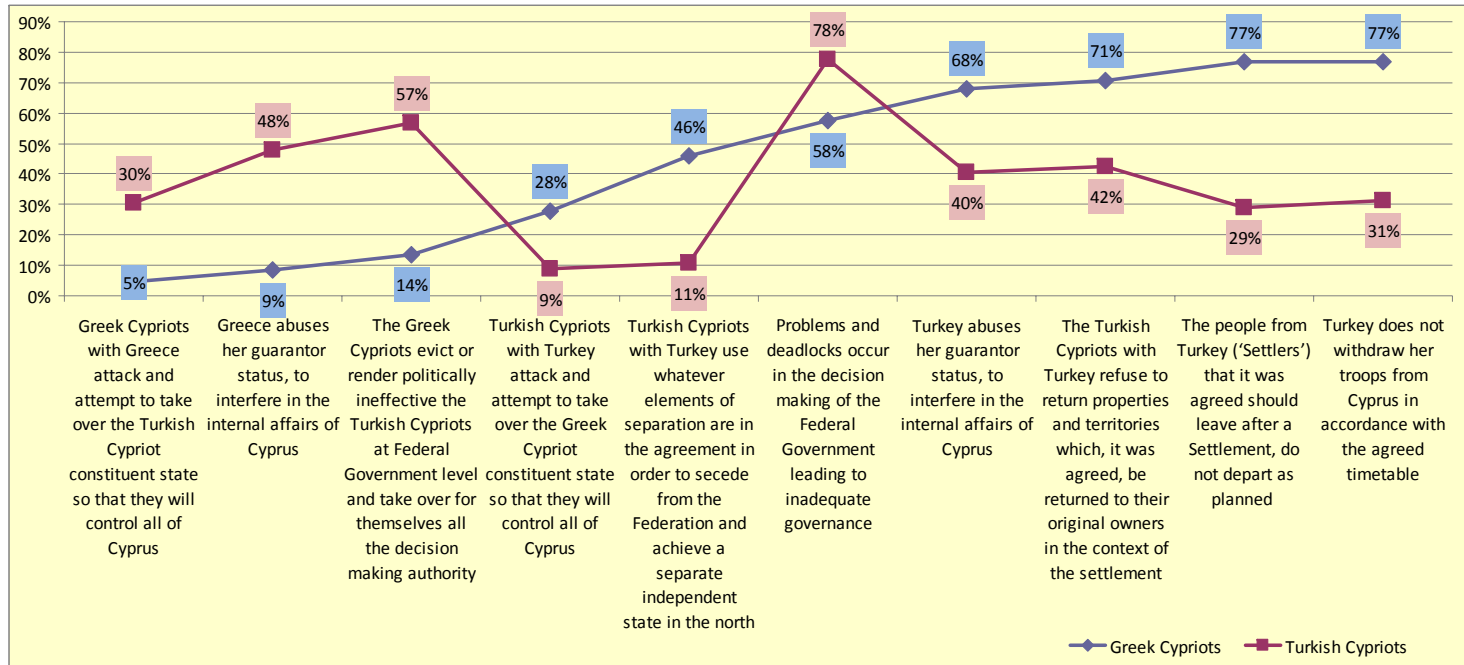 90%
80%
70%
60%
50%
40%
30%
20%
10%
0%
30%
48%
57%
28%
46%
78%
68%
71%
77%
77%
5%
9%
14%
9%
11%
58%
40%
42%
29%
31%
Greek Cypriots
with Greece
attack and
attempt to take
over the Turkish
Cypriot
constituent state
so that they will
control all of
Cyprus
Greece abuses
her guarantor
status, to
interfere in the
internal affairs of
Cyprus
The Greek
Cypriots evict or
render politically
ineffective the
Turkish Cypriots
at Federal
Government level
and take over for
themselves all
the decision
making authority
Turkish Cypriots
with Turkey
attack and
attempt to take
over the Greek
Cypriot
constituent state
so that they will
control all of
Cyprus
Turkish Cypriots
with Turkey use
whatever
elements of
separation are in
the agreement in
order to secede
from the
Federation and
achieve a
separate
independent
state in the north
Problems and
deadlocks occur
in the decision
making of the
Federal
Government
leading to
inadequate
governance
Turkey abuses
her guarantor
status, to
interfere in the
internal affairs of
Cyprus
The Turkish
Cypriots with
Turkey refuse to
return properties
and territories
which, it was
agreed, be
returned to their
original owners
in the context of
the settlement
The people from
Turkey (‘Settlers’)
that it was
agreed should
leave after a
Settlement, do
not depart as
planned
Turkey does not
withdraw her
troops from
Cyprus in
accordance with
the agreed
timetable
Greek Cypriots
Turkish Cypriots